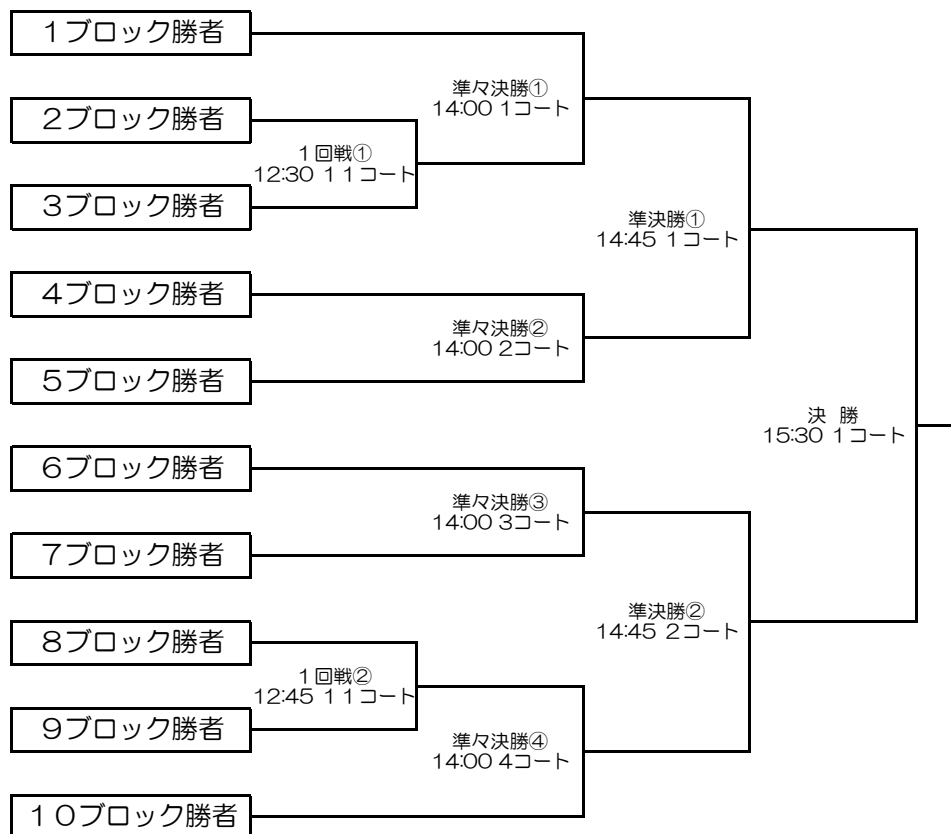 1ブロック勝者
準々決勝①
14:00 1コート
2ブロック勝者
1回戦①
12:30 11コート
3ブロック勝者
準決勝①
14:45 1コート
4ブロック勝者
準々決勝②
14:00 2コート
5ブロック勝者
決 勝
15:30 1コート
6ブロック勝者
準々決勝③
14:00 3コート
7ブロック勝者
準決勝②
14:45 2コート
8ブロック勝者
1回戦②
12:45 11コート
9ブロック勝者
準々決勝④
14:00 4コート
10ブロック勝者